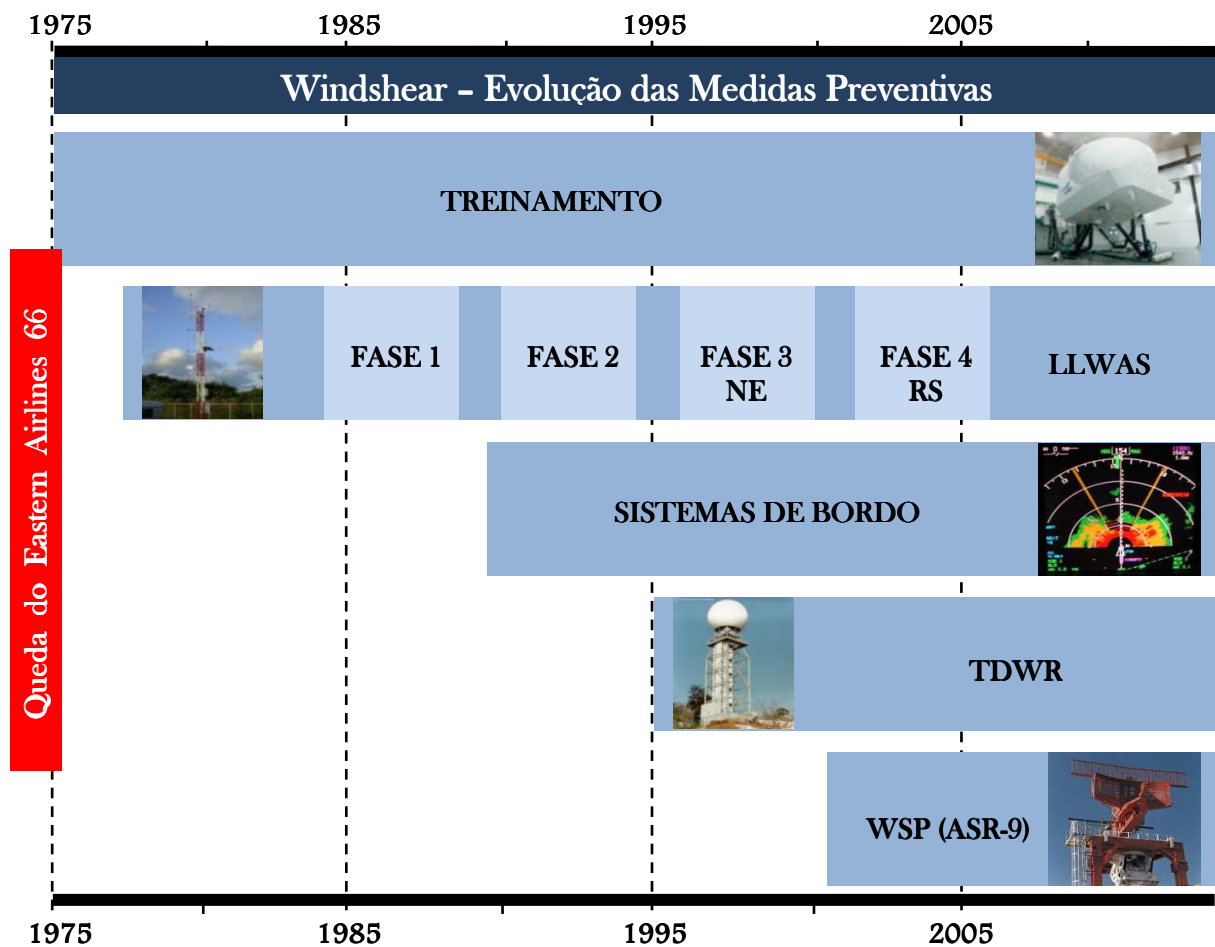 1975 1985 1995 2005
Windshear – Evolução das Medidas Preventivas
TREINAMENTO
Queda do Eastern Airlines 66
FASE 1
FASE 2
FASE 3
NE
FASE 4
RS
LLWAS
SISTEMAS DE BORDO
154
TDWR
WSP (ASR-9)
1975 1985 1995 2005